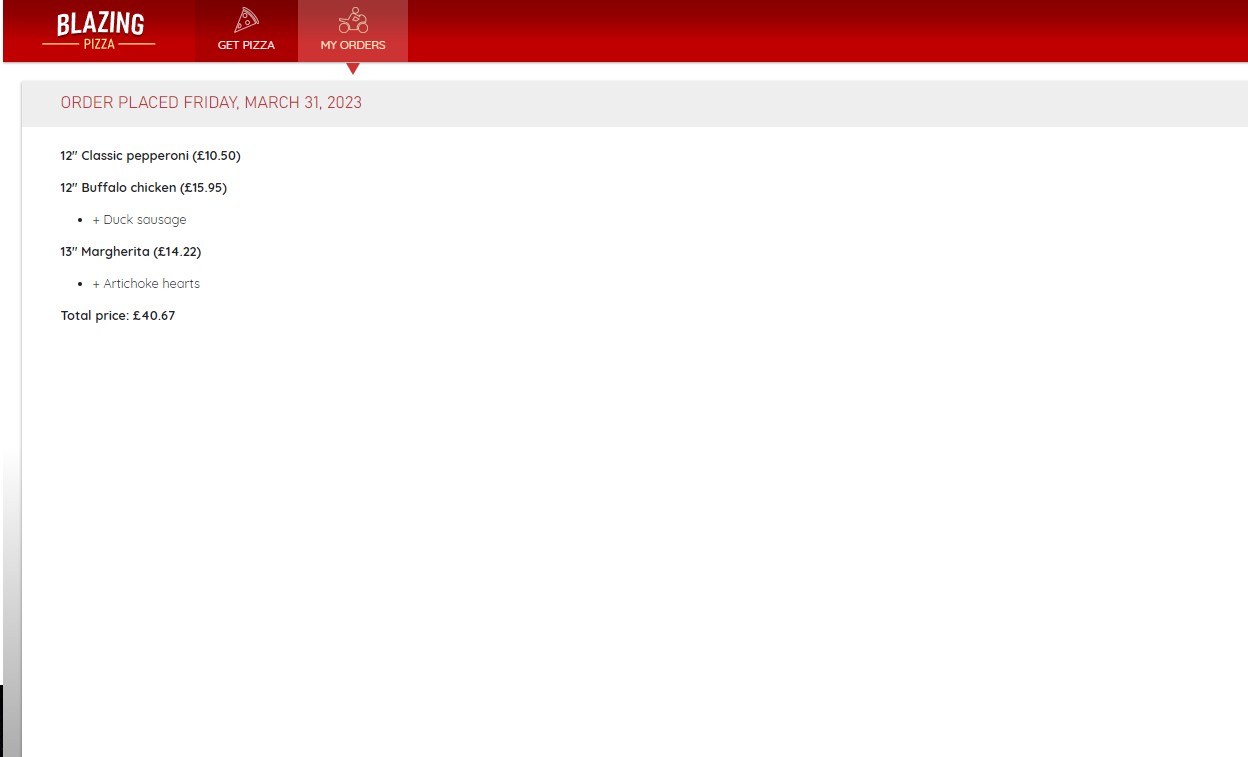 BLAZING
PIZZA
GET PIZZA
MY ORDERS
ORDER PLACED FRIDAY, MARCH 31, 2023
12" Classic pepperoni (£10.50)
12" Buffalo chicken (£15.95)
• + Duck sausage
13" Margherita (£14.22)
• + Artichoke hearts
Total price: £40.67